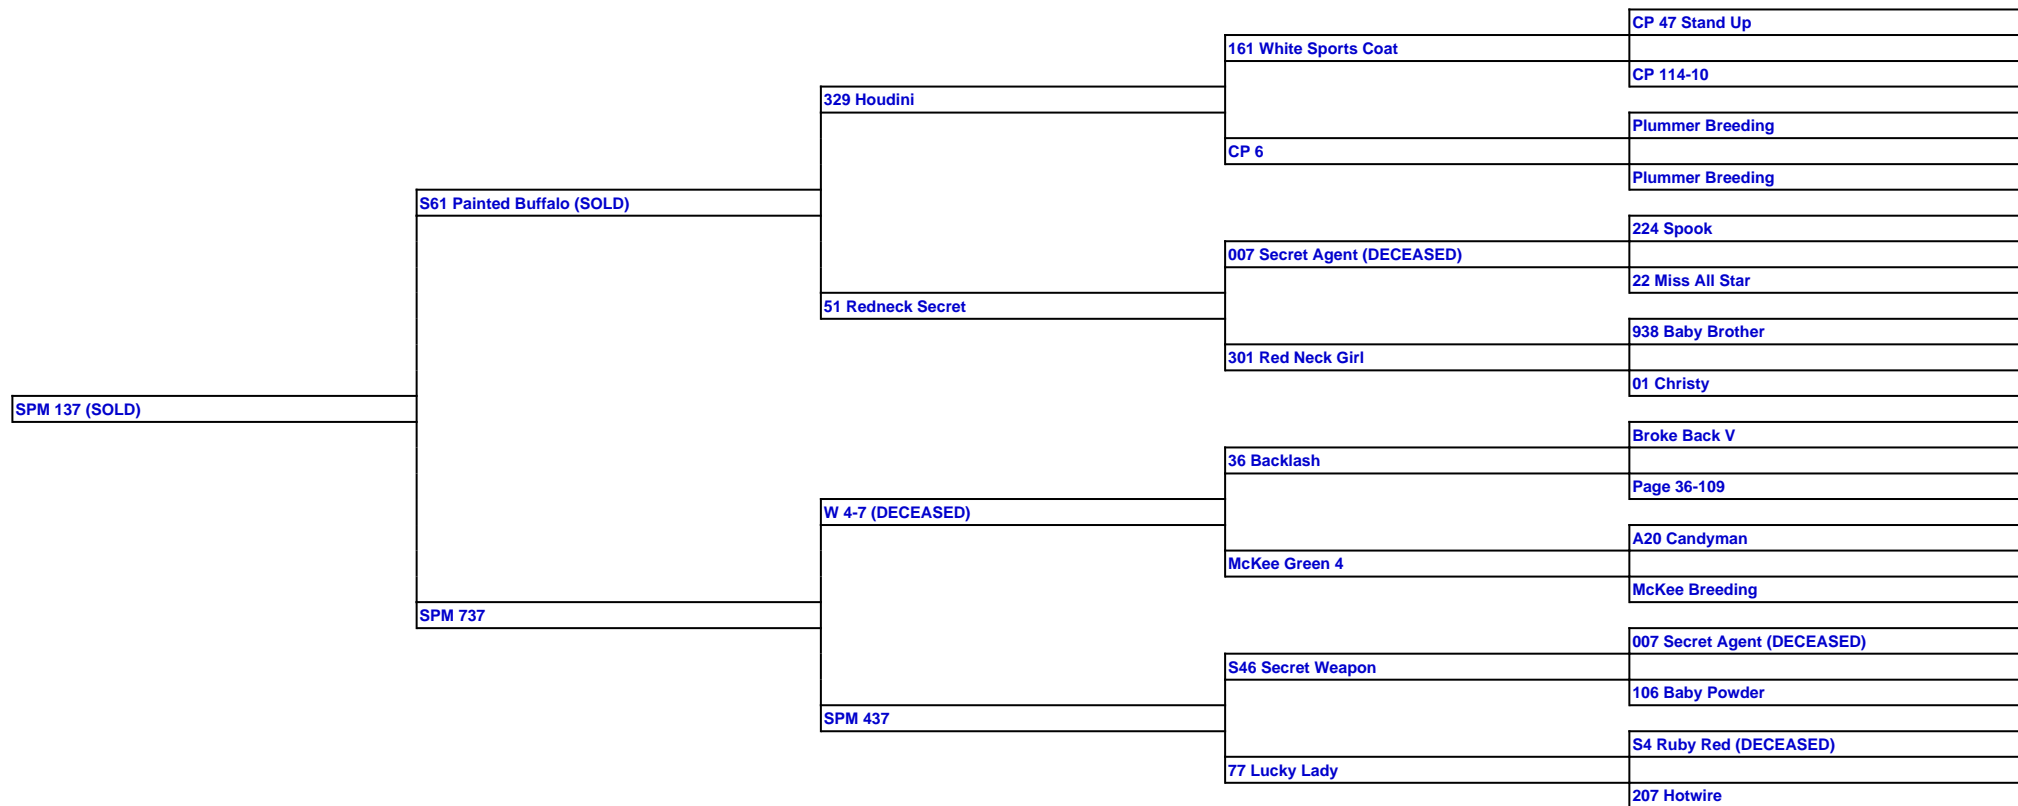 CP 47 Stand Up
161 White Sports Coat
CP 114-10
329 Houdini
Plummer Breeding
CP 6
Plummer Breeding
S61 Painted Buffalo (SOLD)
224 Spook
007 Secret Agent (DECEASED)
22 Miss All Star
51 Redneck Secret
938 Baby Brother
301 Red Neck Girl
01 Christy
SPM 137 (SOLD)
Broke Back V
36 Backlash
Page 36-109
W 4-7 (DECEASED)
A20 Candyman
McKee Green 4
McKee Breeding
SPM 737
007 Secret Agent (DECEASED)
S46 Secret Weapon
106 Baby Powder
SPM 437
S4 Ruby Red (DECEASED)
77 Lucky Lady
207 Hotwire